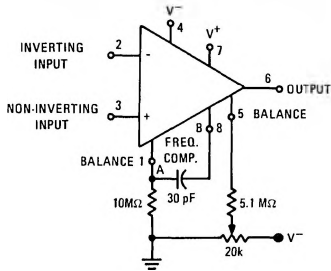 V⁻
4
V⁺
7
INVERTING
INPUT
2
-
6
OUTPUT
NON-INVERTING
INPUT
3
+
B
8
5
BALANCE
FREQ.
COMP.
BALANCE
1
A
30 pF
10MΩ
5.1 MΩ
V⁻
20k